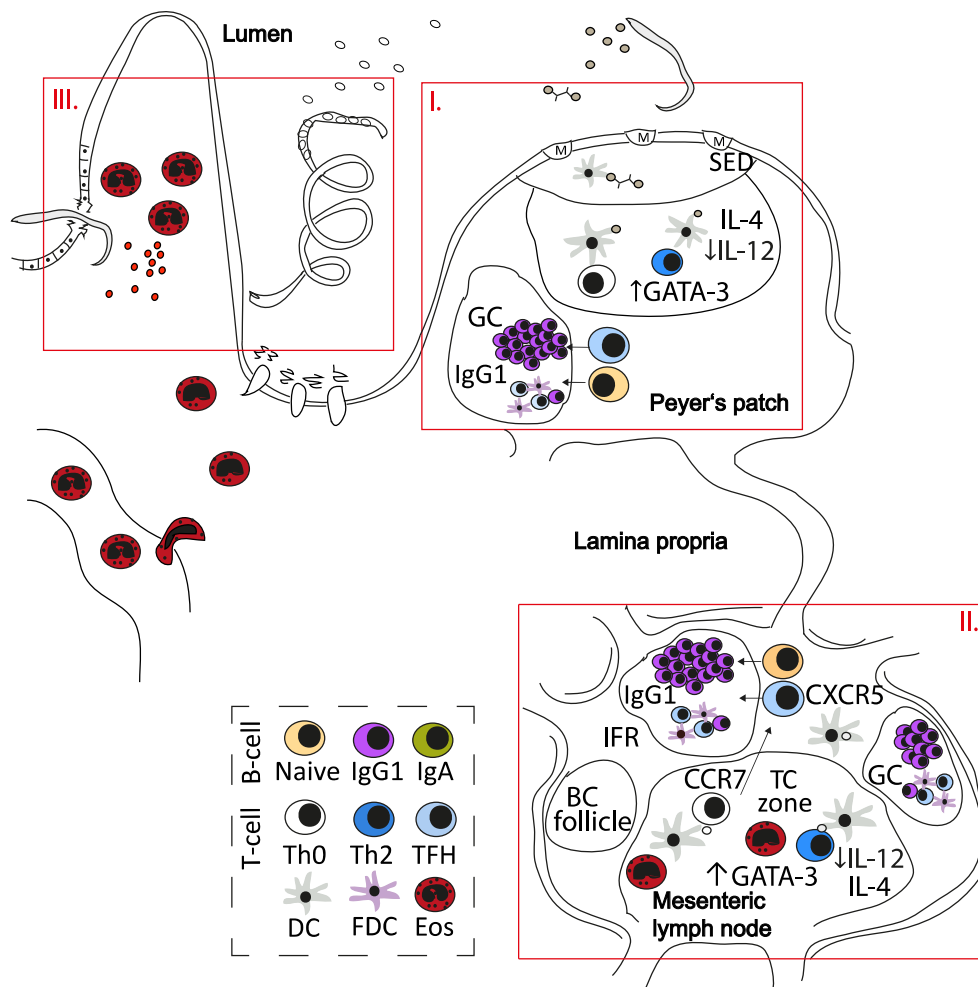 Lumen
III.
I.
M
M
M
SED
IL-4
↓IL-12
↑GATA-3
GC
IgG1
Peyer's patch
Lamina propria
II.
IgG1
CXCR5
IFR
GC
CCR7
TC
zone
BC
follicle
↓IL-12
↑GATA-3
IL-4
Mesenteric
lymph node
B-cell
Naive IgG1 IgA
T-cell
Th0 Th2 TFH
DC FDC Eos